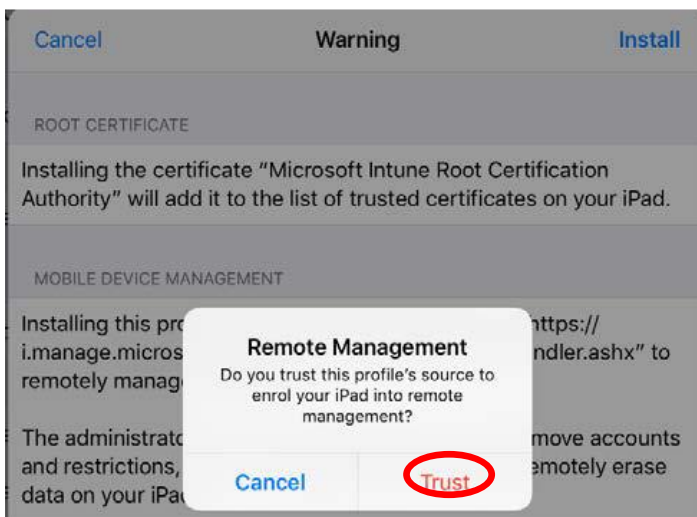 Cancel Warning Install
ROOT CERTIFICATE
Installing the certificate “Microsoft Intune Root Certification
Authority” will add it to the list of trusted certificates on your iPad.
MOBILE DEVICE MANAGEMENT
Installing this https://
i.manage.micros ndler.ashx” to
remotely manag
The move accounts
and restrictions, emotely erase
data on your
Remote Management
Do you trust this profile’s source to
enrol your iPad into remote
management?
Cancel Trust